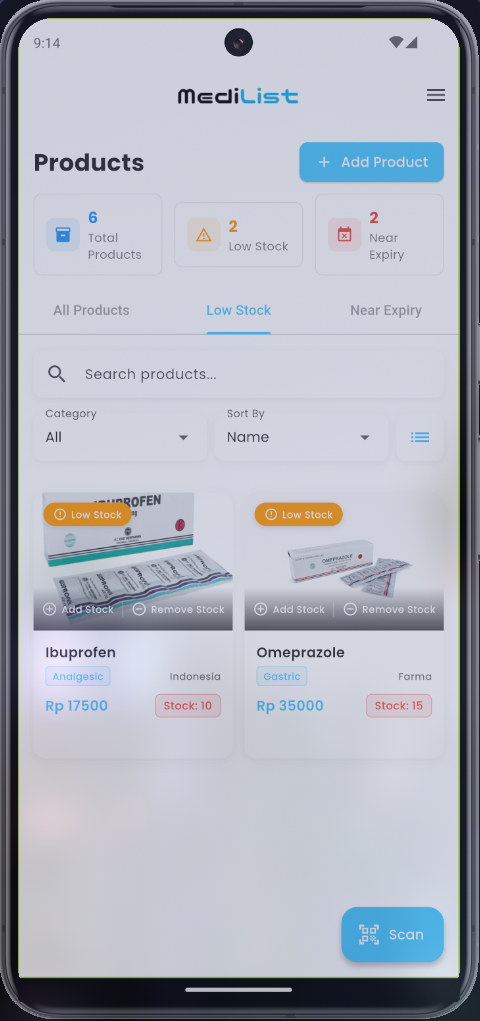 9:14
MediList
Products
+ Add Product
6
Total
Products
2
Low Stock
2
Near
Expiry
All Products
Low Stock
Near Expiry
Search products...
Category
All
Sort By
Name
IBUPROFEN
Low Stock
Add Stock
Remove Stock
Ibuprofen
Analgesic
Indonesia
Rp 17500
Stock: 10
Low Stock
OMEPRAZOLE
Add Stock
Remove Stock
Omeprazole
Gastric
Farma
Rp 35000
Stock: 15
Scan